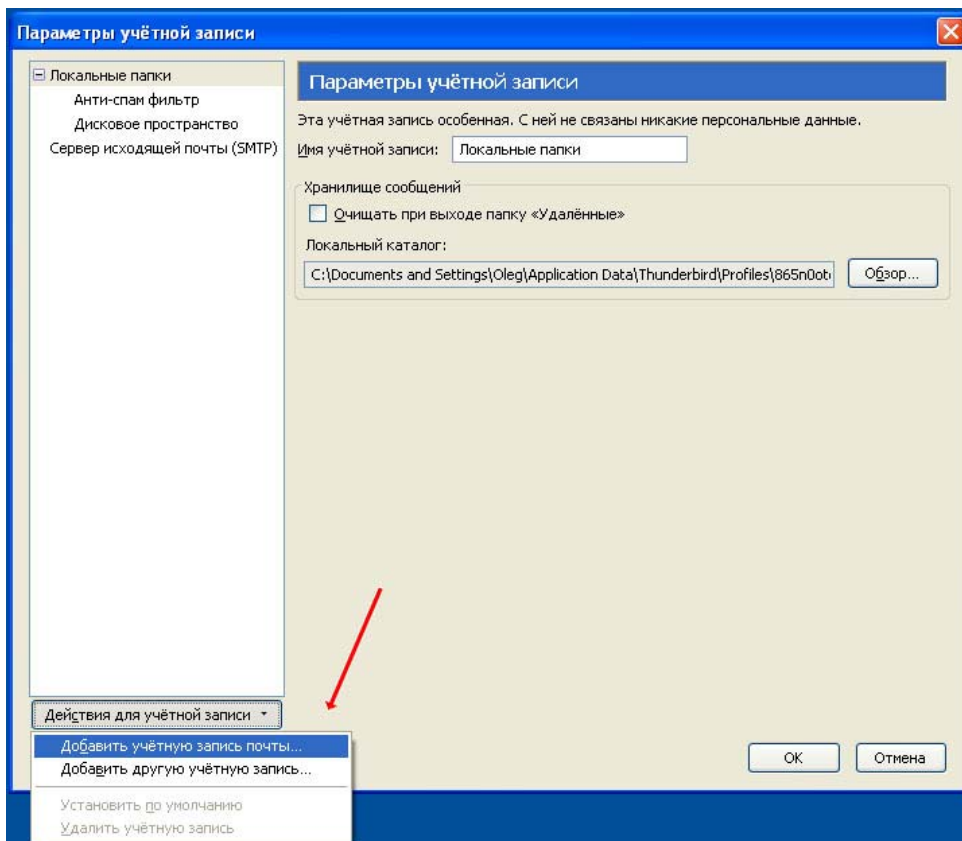 Параметры учётной записи
Локальные папки
Анти-спам фильтр
Дисковое пространство
Сервер исходящей почты (SMTP)
Параметры учётной записи
Эта учётная запись особенная. С ней не связаны никакие персональные данные.
Имя учётной записи: Локальные папки
Хранилище сообщений
Очищать при выходе папку «Удалённые»
Локальный каталог:
C:\Documents and Settings\Oleg\Application Data\Thunderbird\Profiles\865n0ot Обзор...
Действия для учётной записи
Добавить учётную запись почты...
Добавить другую учётную запись...
Установить по умолчанию
Удалить учётную запись
ОК Отмена